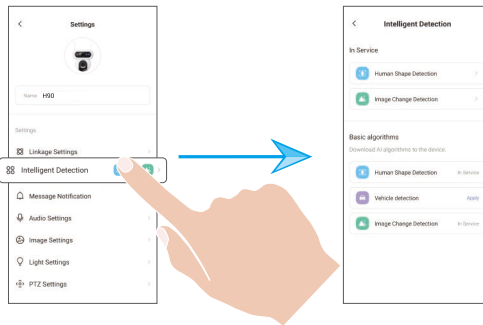 Settings
Name H90
Settings
Linkage Settings
Intelligent Detection
Message Notification
Audio Settings
Image Settings
Light Settings
PTZ Settings
Intelligent Detection
In Service
Human Shape Detection
Image Change Detection
Basic algorithms
Download AI algorithms to the device.
Human Shape Detection In Service
Vehicle detection Apply
Image Change Detection In Service